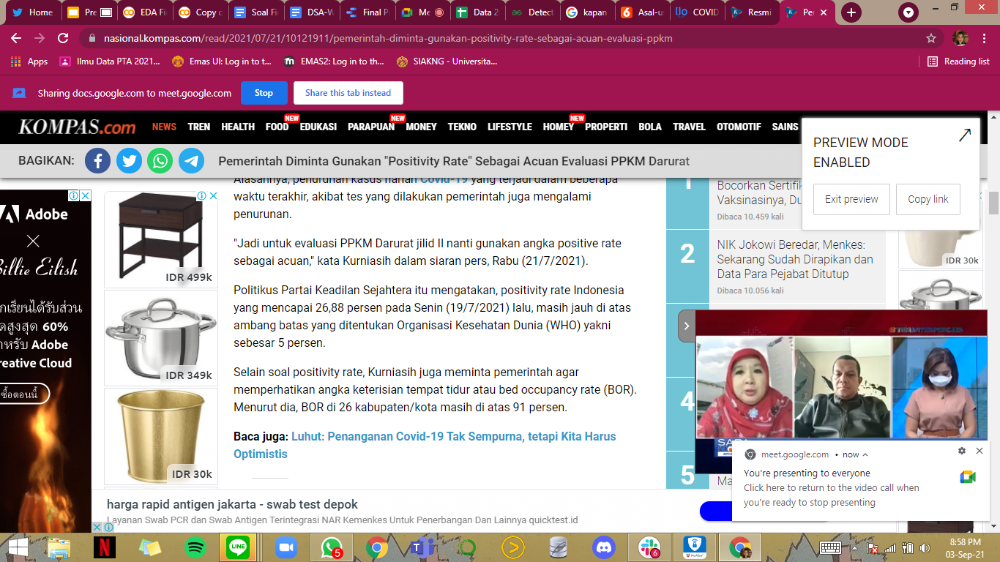 Home
Pre
EDA Fi
Copy c
Soal Fi
DSA-W
Final P
Me
Data 2
Detect
kapan
Asal-u
COVID
Resmi
Per
nasional.kompas.com/read/2021/07/21/10121911/pemerintah-diminta-gunakan-positivity-rate-sebagai-acuan-evaluasi-ppkm
Apps
Ilmu Data PTA 2021...
Emas UI: Log in to t...
EMAS2: Log in to th...
SIAKNG - Universita...
Reading list
Sharing docs.google.com to meet.google.com
Stop
Share this tab instead
KOMPAS.com
NEWS TREN HEALTH FOOD EDUKASI PARAPUAN MONEY TEKNO LIFESTYLE HOMEY PROPERTI BOLA TRAVEL OTOMOTIF SAINS
NEW
NEW
NEW
BAGIKAN:
Pemerintah Diminta Gunakan "Positivity Rate" Sebagai Acuan Evaluasi PPKM Darurat
PREVIEW MODE
ENABLED
Exit preview
Copy link
Alasannya, penurunan kasus harian Covid-19 yang terjadi dalam beberapa
waktu terakhir, akibat tes yang dilakukan pemerintah juga mengalami
penurunan.
"Jadi untuk evaluasi PPKM Darurat jilid II nanti gunakan angka positive rate
sebagai acuan," kata Kurniasih dalam siaran pers, Rabu (21/7/2021).
Politikus Partai Keadilan Sejahtera itu mengatakan, positivity rate Indonesia
yang mencapai 26,88 persen pada Senin (19/7/2021) lalu, masih jauh di atas
ambang batas yang ditentukan Organisasi Kesehatan Dunia (WHO) yakni
sebesar 5 persen.
Selain soal positivity rate, Kurniasih juga meminta pemerintah agar
memperhatikan angka keterisian tempat tidur atau bed occupancy rate (BOR).
Menurut dia, BOR di 26 kabupaten/kota masih di atas 91 persen.
Baca juga: Luhut: Penanganan Covid-19 Tak Sempurna, tetapi Kita Harus
Optimistis
Adobe
Billie Eilish
กเรียนได้รับส่วน
ดสูงสุด 60%
าหรับ Adobe
reative Cloud
ซื้อตอนนี้
IDR 499k
IDR 349k
IDR 30k
1
Bocorkan Sertifik
Vaksinasinya, Du
Dibaca 10.459 kali
2
NIK Jokowi Beredar, Menkes:
Sekarang Sudah Dirapikan dan
Data Para Pejabat Ditutup
Dibaca 10.056 kali
4
5
Ma
IDR 30k
meet.google.com • now
You're presenting to everyone
Click here to return to the video call when
you're ready to stop presenting
harga rapid antigen jakarta - swab test depok
Layanan Swab PCR dan Swab Antigen Terintegrasi NAR Kemenkes Untuk Penerbangan Dan Lainnya quicktest.id
N
LINE
5
6
McAfee
8:58 PM
03-Sep-21